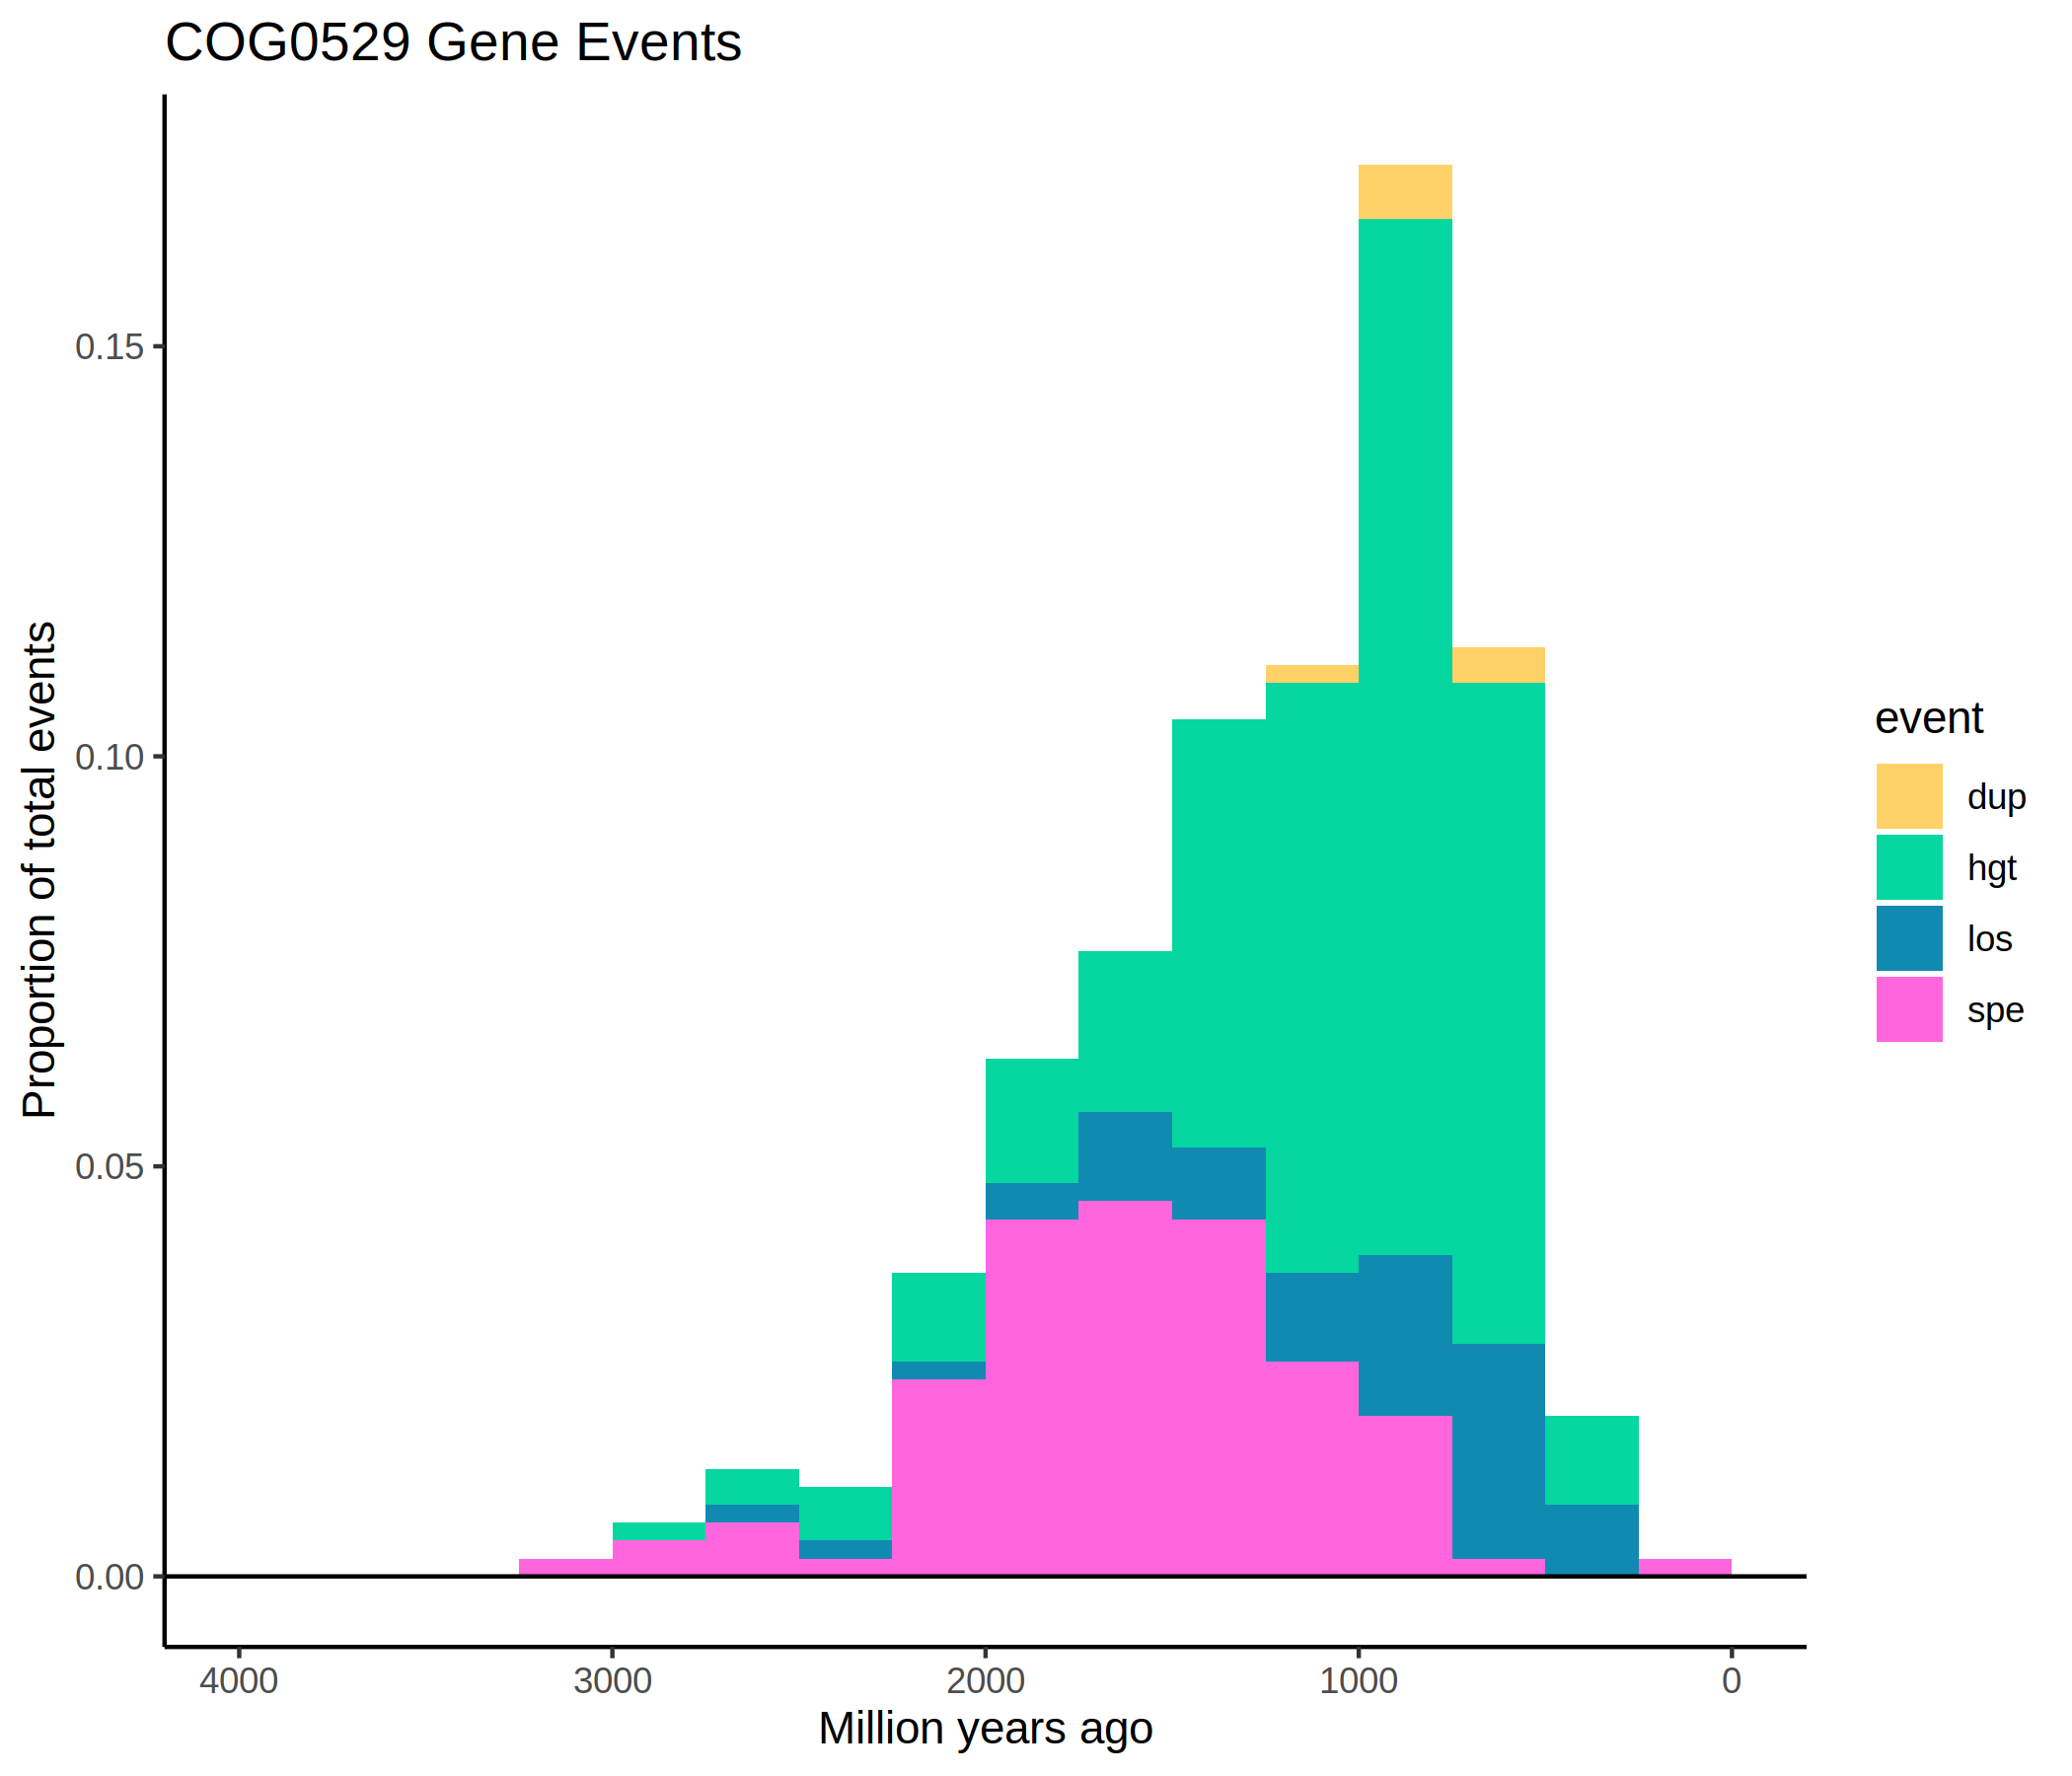 COG0529 Gene Events
Proportion of total events
0.15
0.10
0.05
0.00
4000
3000
2000
1000
0
Million years ago
event
dup
hgt
los
spe